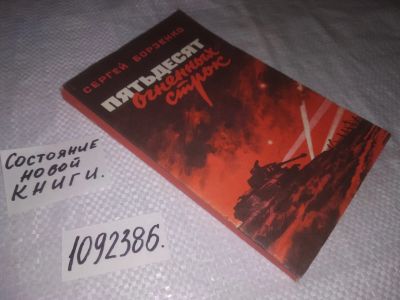 СЕРГЕЙ БОРЗЕНКО
ПЯТЬДЕСЯТ
огненных
строк
Состояние
новой
КНИГИ.
1092386.